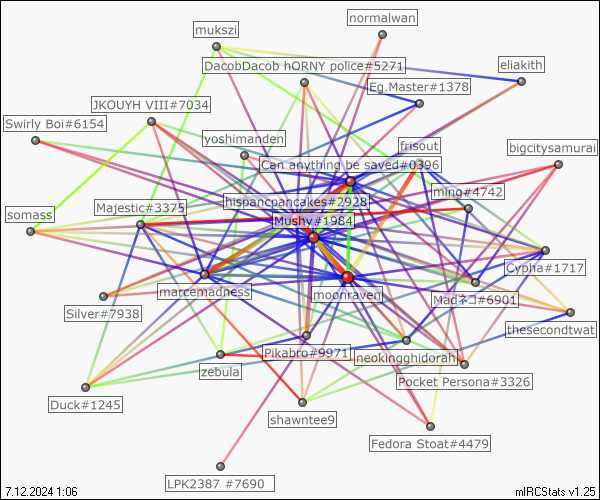 normalwan
mukszi
eliakith
DacobDacob hORNY police#5271
Eg.Master#1378
JKOUYH VIII#7034
Swirly Boi#6154
yoshimanden
frisout
bigcitysamurai
Can anything be saved#0396
ming#4742
hispancpancakes#2928
Majestic#3375
somass
Mushy#1984
Cypha#1717
marcemadness
moonraven
Madネコ#6901
Silver#7938
thesecondtwat
Pikabro#9971
neokingghidorah
zebula
Pocket Persona#3326
Duck#1245
shawntee9
Fedora Stoat#4479
LPK2387 #7690
7.12.2024 1:06
mIRCStats v1.25